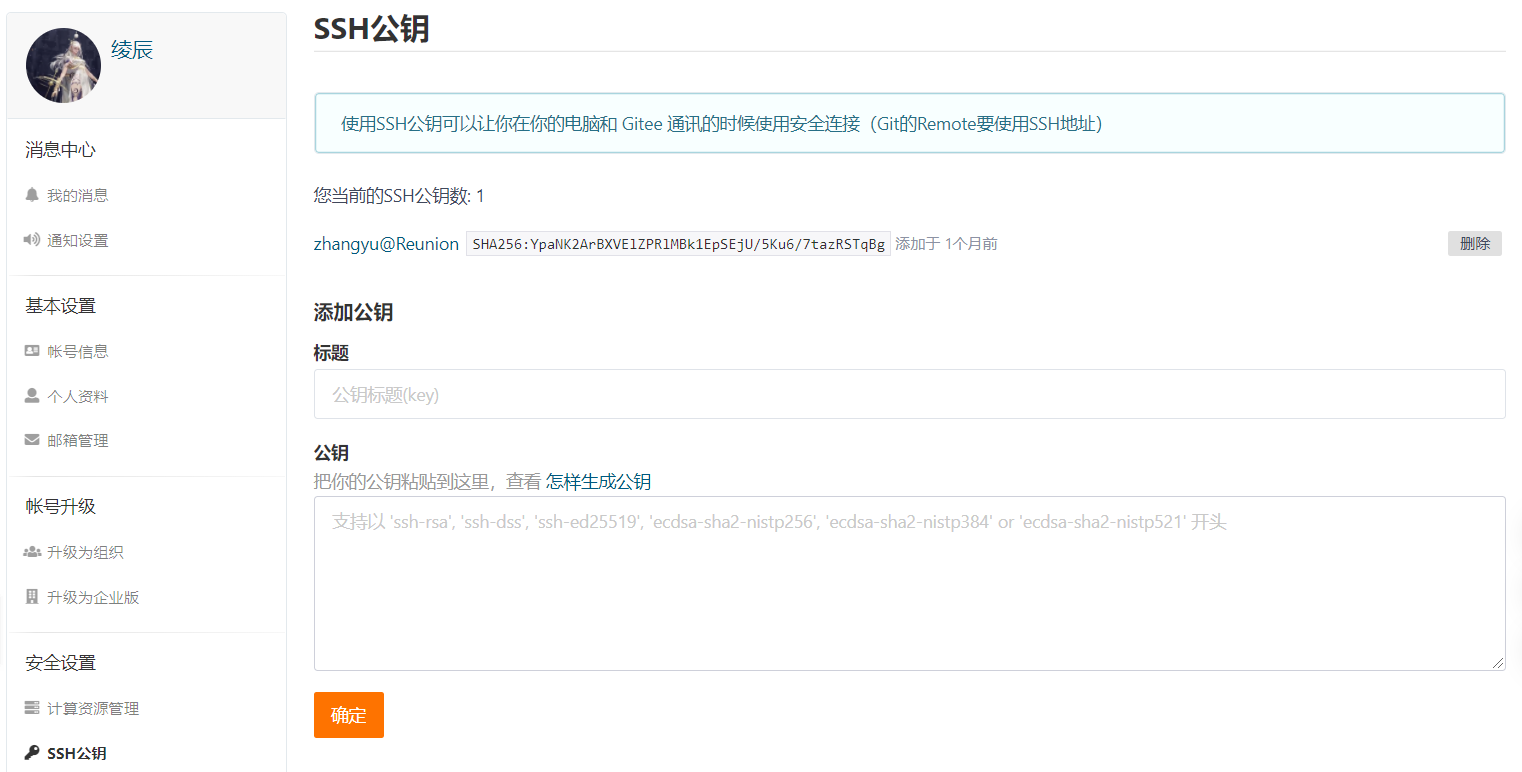 绫辰
消息中心
我的消息
通知设置
基本设置
帐号信息
个人资料
邮箱管理
帐号升级
升级为组织
升级为企业版
安全设置
计算资源管理
SSH公钥
SSH公钥
使用SSH公钥可以让你在你的电脑和 Gitee 通讯的时候使用安全连接（Git的Remote要使用SSH地址）
您当前的SSH公钥数: 1
zhangyu@Reunion SHA256:YpaNK2ArBXVElZPRlMBk1EpSEjU/5Ku6/7tazRSTqBg 添加于 1个月前 删除
添加公钥
标题
公钥标题(key)
公钥
把你的公钥粘贴到这里，查看 怎样生成公钥
支持以 'ssh-rsa', 'ssh-dss', 'ssh-ed25519', 'ecdsa-sha2-nistp256', 'ecdsa-sha2-nistp384' or 'ecdsa-sha2-nistp521' 开头
确定